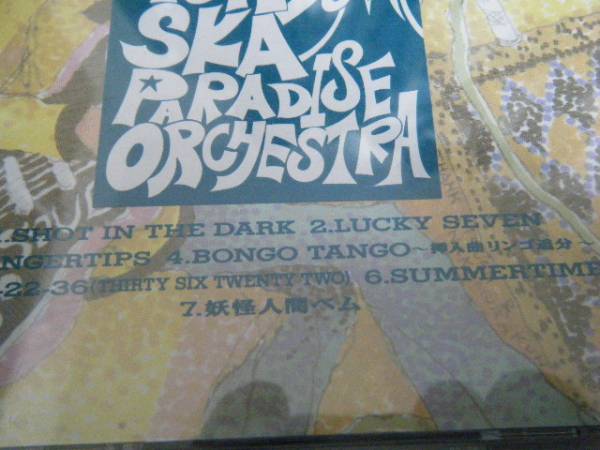 SKA
PARADISE
ORCHESTRA
1.SHOT IN THE DARK 2.LUCKY SEVEN
NGERTIPS 4.BONGO TANGO〜挿入曲リンゴ追分〜
-22-36(THIRTY SIX TWENTY TWO) 6.SUMMERTIME
7.妖怪人間ベム